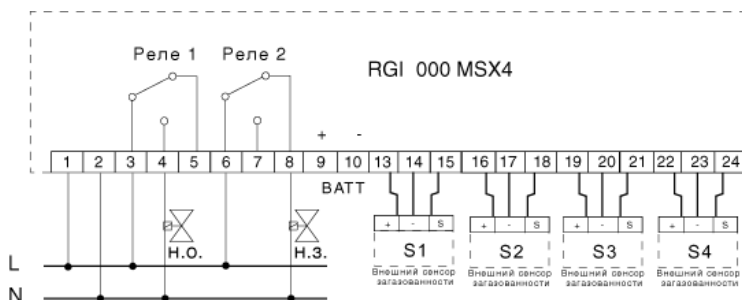 Реле 1 Реле 2
RGI 000 MSX4
+ -
1 2 3 4 5 6 7 8 9 10 13 14 15 16 17 18 19 20 21 22 23 24
BATT
+ - S + - S + - S + - S
Н.О. Н.З. S1 S2 S3 S4
L
Внешний сенсор загазованности Внешний сенсор загазованности Внешний сенсор загазованности Внешний сенсор загазованности
N